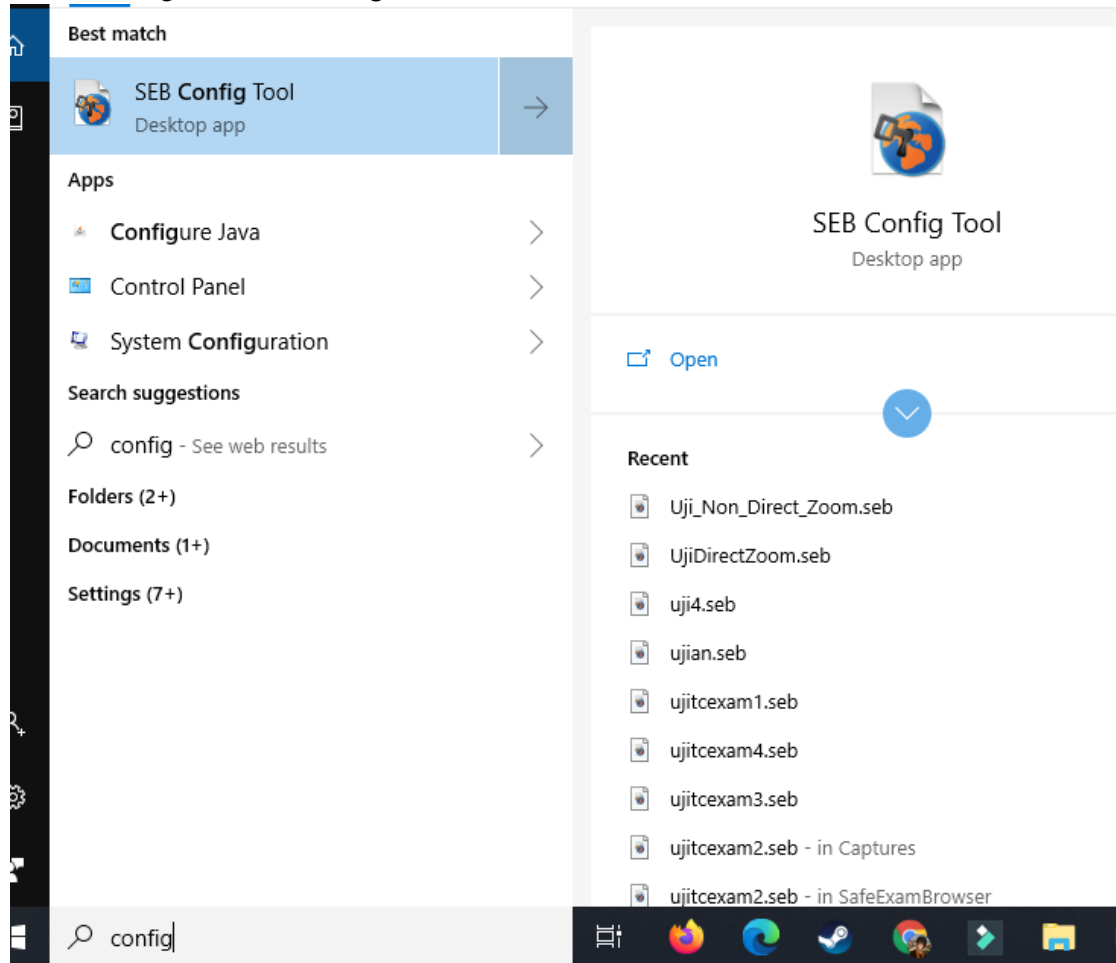 Best match
SEB Config Tool
Desktop app
Apps
Configure Java
Control Panel
System Configuration
Search suggestions
config - See web results
Folders (2+)
Documents (1+)
Settings (7+)
config
SEB Config Tool
Desktop app
Open
Recent
Uji_Non_Direct_Zoom.seb
UjiDirectZoom.seb
uji4.seb
ujian.seb
ujitcexam1.seb
ujitcexam4.seb
ujitcexam3.seb
ujitcexam2.seb - in Captures
ujitcexam2.seb - in SafeExamBrowser